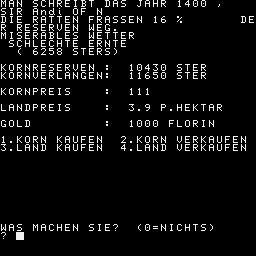 MAN SCHREIBT DAS JAHR 1400 ,
SIR Andi OF N
DIE RATTEN FRASSEN 16 % DE
R RESERVEN WEG.
MISERABLES WETTER
SCHLECHTE ERNTE
( 6258 STERS)
KORNRESERVEN : 10430 STER
KORNVERLANGEN: 11650 STER
KORNPREIS : 111
LANDPREIS : 3.9 P.HEKTAR
GOLD : 1000 FLORIN
1.KORN KAUFEN 2.KORN VERKAUFEN
3.LAND KAUFEN 4.LAND VERKAUFEN
WAS MACHEN SIE? (0=NICHTS)
?